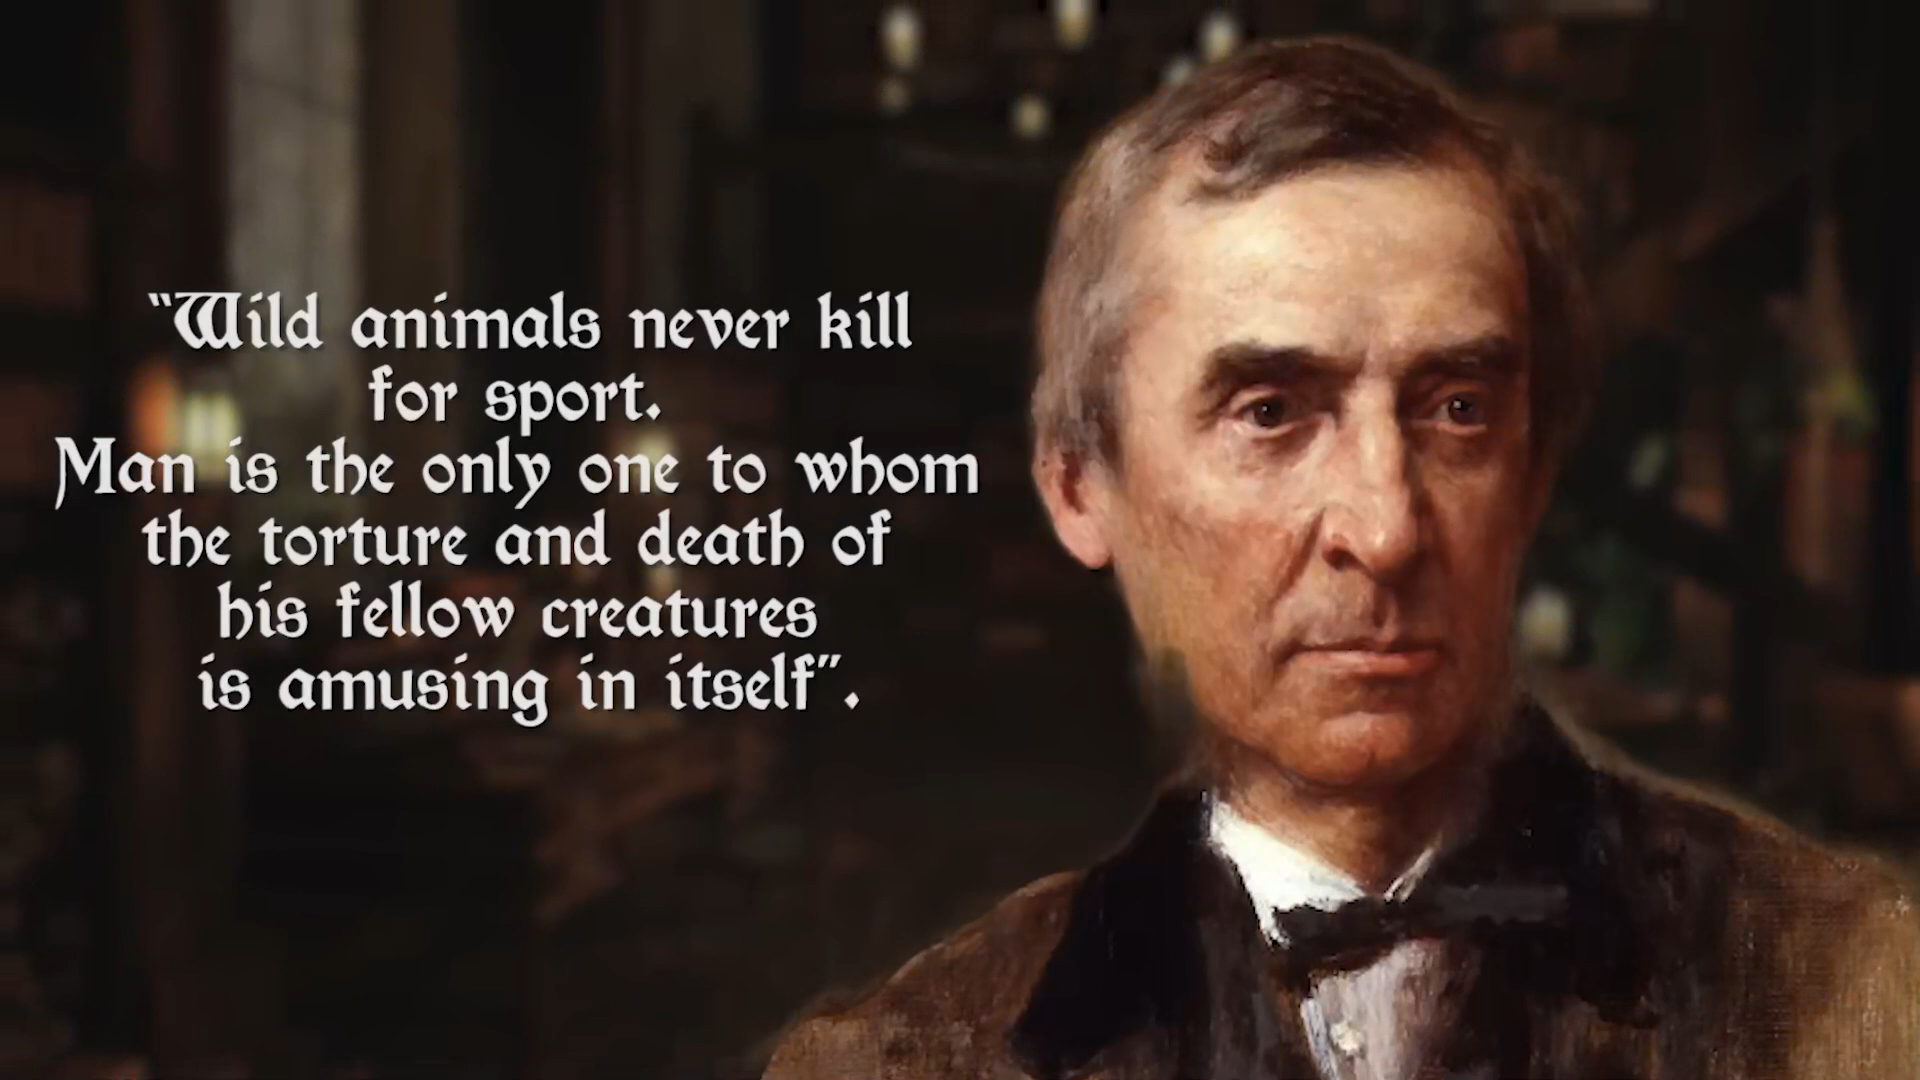 "Wild animals never kill
for sport.
Man is the only one to whom
the torture and death of
his fellow creatures
is amusing in itself".